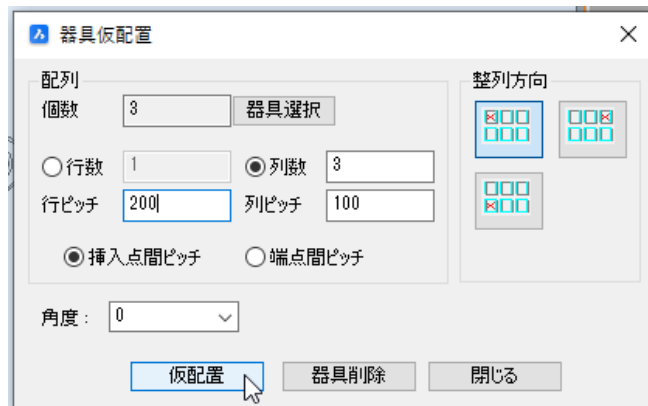 器具仮配置
配列
個数 3 器具選択
行数 1 列数 3
行ピッチ 200 列ピッチ 100
挿入点間ピッチ 端点間ピッチ
整列方向
角度： 0
仮配置 器具削除 閉じる